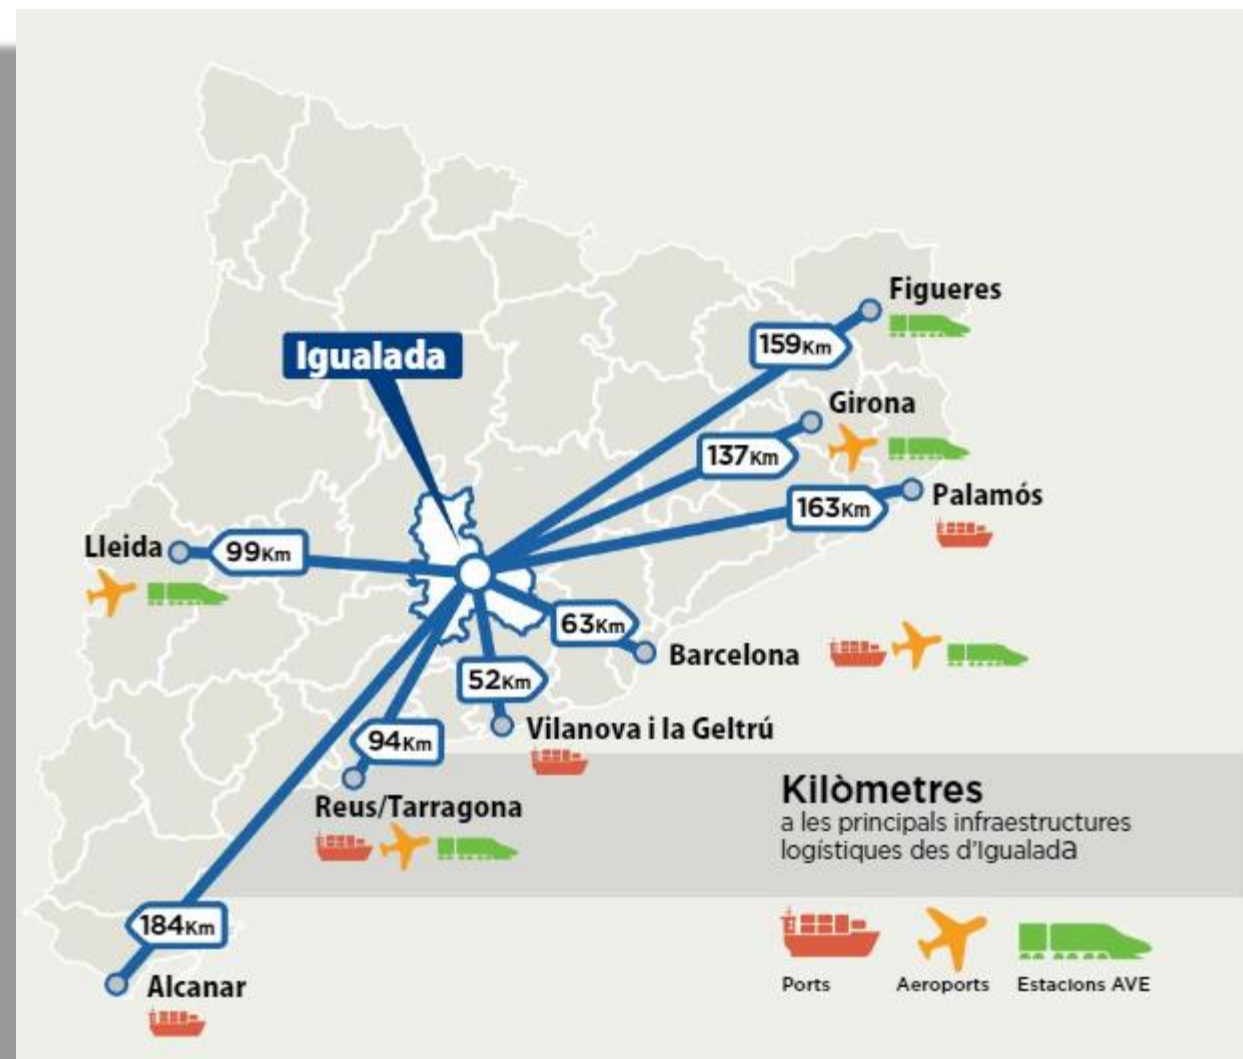 Figueres
159Km
Igualada
Girona
137Km
Palamós
163Km
Lleida
99Km
63Km
Barcelona
52Km
Vilanova i la Geltrú
94Km
Reus/Tarragona
Kilòmetres
a les principals infraestructures
logístiques des d'Igualada
184Km
Alcanar
Ports
Aeroports
Estacions AVE